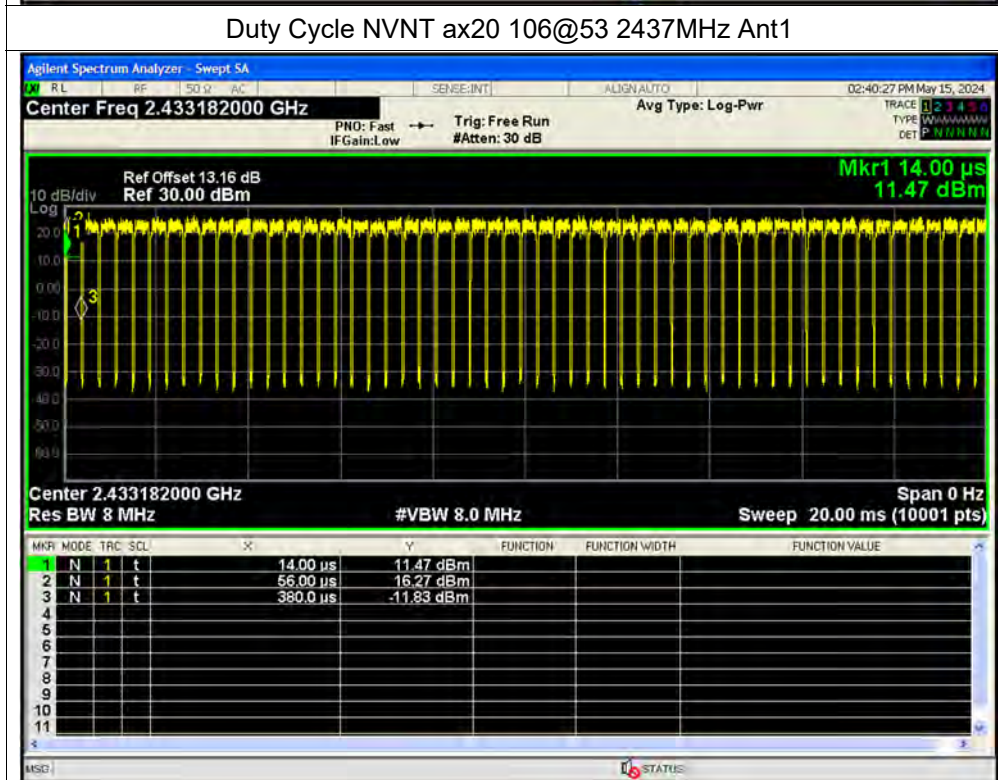 Duty Cycle NVNT ax20 106@53 2437MHz Ant1
Agilent Spectrum Analyzer - Swept SA
RL RF 50 Ω AC SENSE:INT ALIGN AUTO 02:40:27 PM May 15, 2024
Center Freq 2.433182000 GHz Avg Type: Log-Pwr TRACE 1 2 3 4 5 6
PNO: Fast Trig: Free Run TYPE W
IFGain:Low #Atten: 30 dB DET P N N N N N
Mkr1 14.00 µs
11.47 dBm
Ref Offset 13.16 dB
10 dB/div Ref 30.00 dBm
Log
2
1
20.0
10.0
0.00
3
-10.0
-20.0
-30.0
-40.0
-50.0
-60.0
Center 2.433182000 GHz Span 0 Hz
Res BW 8 MHz #VBW 8.0 MHz Sweep 20.00 ms (10001 pts)
MKR MODE TRC SCL X Y FUNCTION FUNCTION WIDTH FUNCTION VALUE
1 N 1 t 14.00 µs 11.47 dBm
2 N 1 t 56.00 µs 16.27 dBm
3 N 1 t 380.0 µs -11.83 dBm
4
5
6
7
8
9
10
11
MSG STATUS